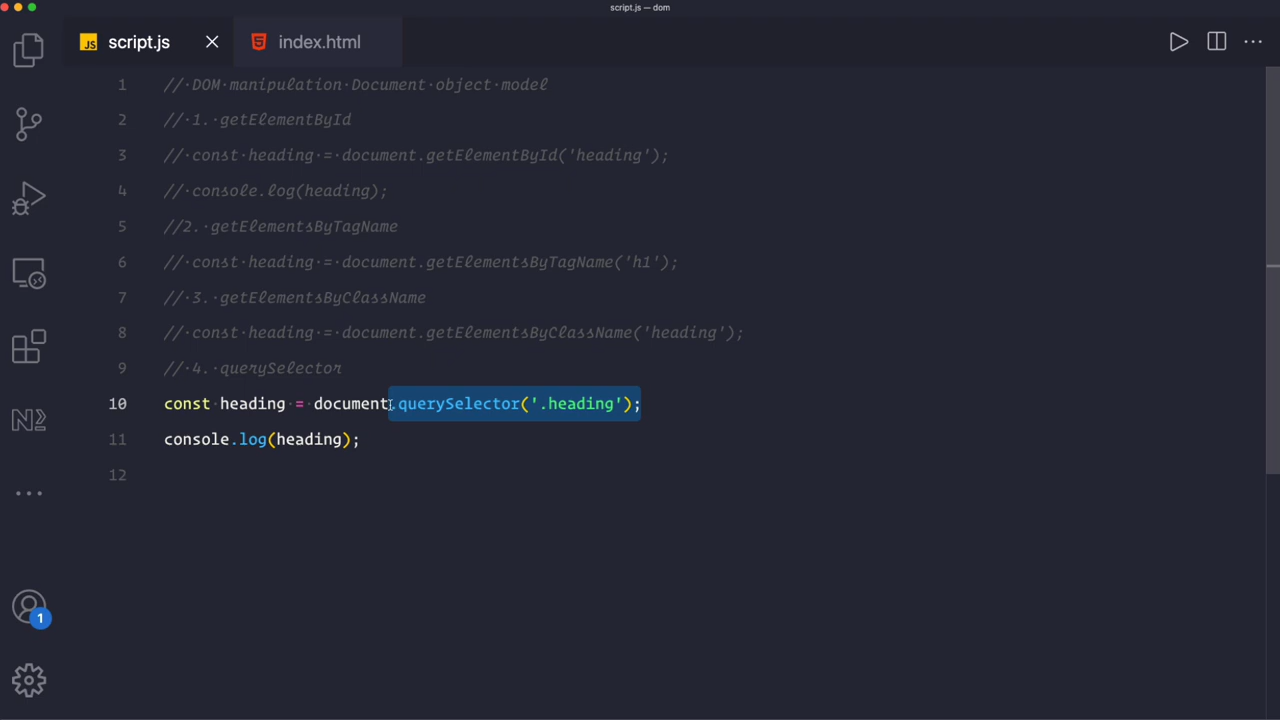 script.js — dom
JS script.js index.html
1 // DOM manipulation Document object model
2 // 1. getElementById
3 // const heading = document.getElementById('heading');
4 // console.log(heading);
5 //2. getElementsByTagName
6 // const heading = document.getElementsByTagName('h1');
7 // 3. getElementsByClassName
8 // const heading = document.getElementsByClassName('heading');
9 // 4. querySelector
10 const heading = document.querySelector('.heading');
11 console.log(heading);
12
1